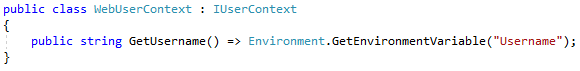 public class WebUserContext : IUserContext
{
    public string GetUsername() => Environment.GetEnvironmentVariable("Username");
}